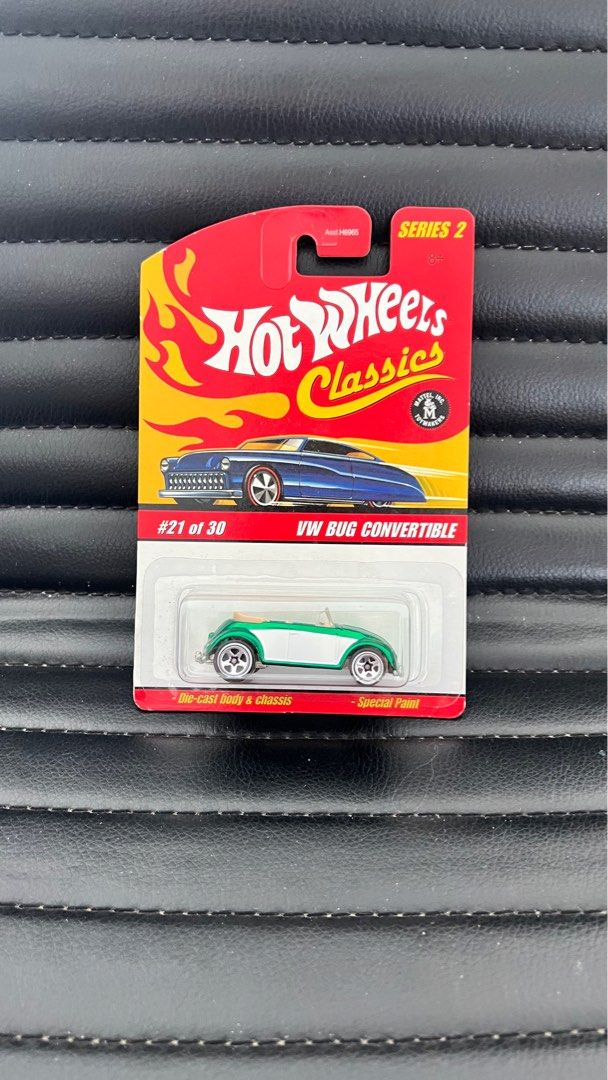 Asst.H6965
SERIES 2
8+
HOT WHEELS
Classics
MATTEL, INC.
M
TOYMAKERS
#21 of 30
VW BUG CONVERTIBLE
Die-cast body & chassis
- Special Paint